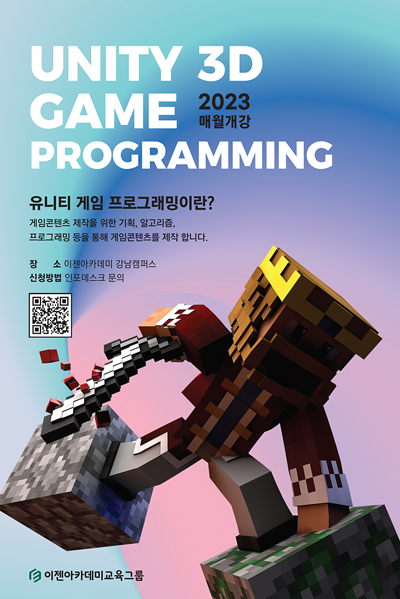 UNITY 3D
GAME 2023
매월개강
PROGRAMMING
유니티 게임 프로그래밍이란?
게임콘텐츠 제작을 위한 기획, 알고리즘,
프로그래밍 등을 통해 게임콘텐츠를 제작 합니다.
장 소 이젠아카데미 강남캠퍼스
신청방법 인포데스크 문의
이젠아카데미교육그룹